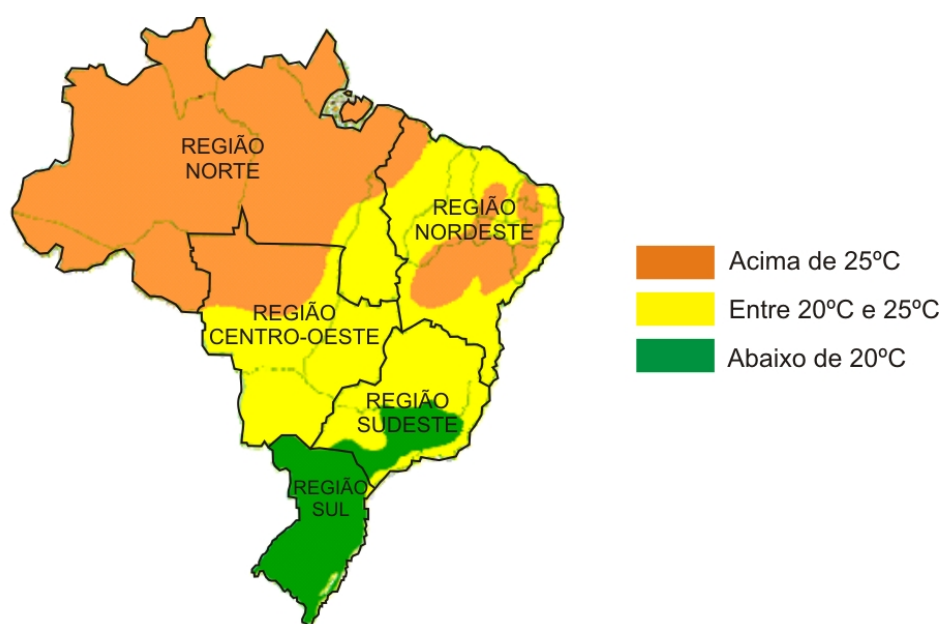 REGIÃO
NORTE
REGIÃO
NORDESTE
REGIÃO
CENTRO-OESTE
REGIÃO
SUDESTE
REGIÃO
SUL
Acima de 25ºC
Entre 20ºC e 25ºC
Abaixo de 20ºC